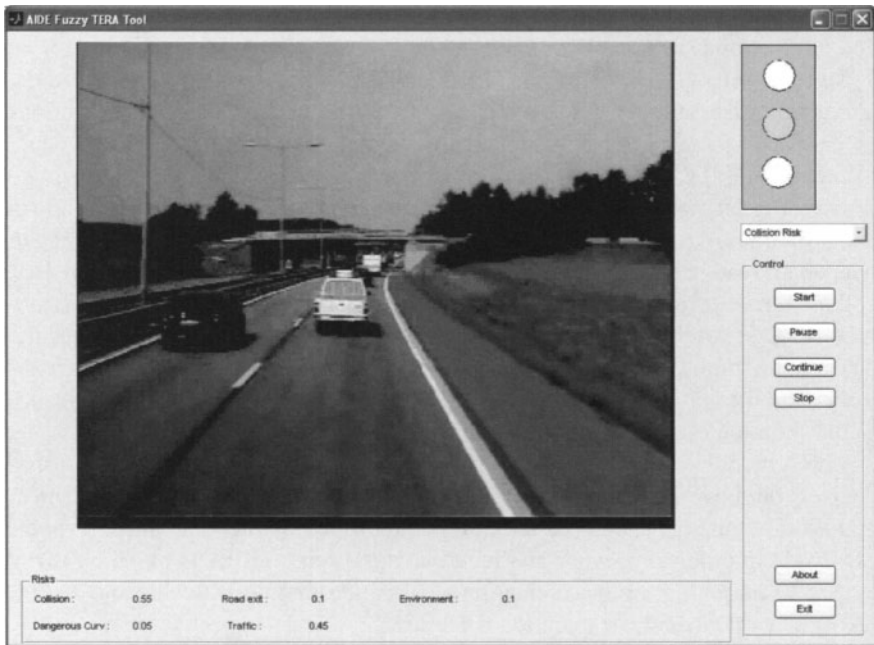 AIDE Fuzzy TERA Tool
Collision Risk
Control
Start
Pause
Continue
Stop
About
Exit
Risks
Collision : 0.55 Road exit : 0.1 Environment : 0.1
Dangerous Curv : 0.05 Traffic : 0.45